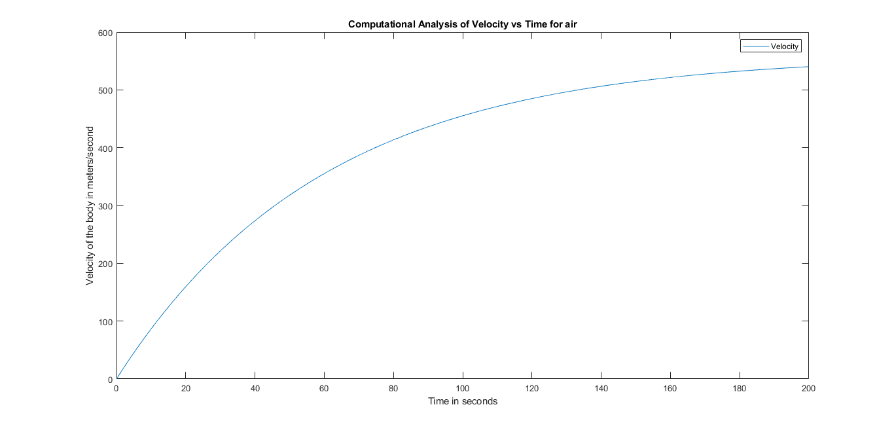 Computational Analysis of Velocity vs Time for air
600
Velocity
500
400
300
200
100
0
Velocity of the body in meters/second
0 20 40 60 80 100 120 140 160 180 200
Time in seconds